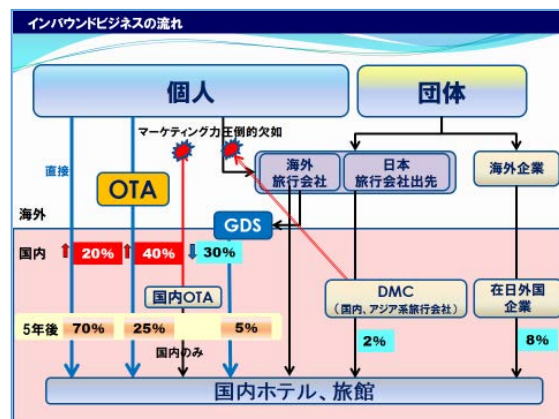 インバウンドビジネスの流れ
個人
団体
マーケティング力圧倒的欠如
直接
OTA
海外
旅行会社
日本
旅行会社出先
海外企業
海外
GDS
国内
20%
40%
30%
国内OTA
DMC
(国内、アジア系旅行会社)
在日外国
企業
5年後
70%
25%
5%
2%
8%
国内のみ
国内ホテル、旅館